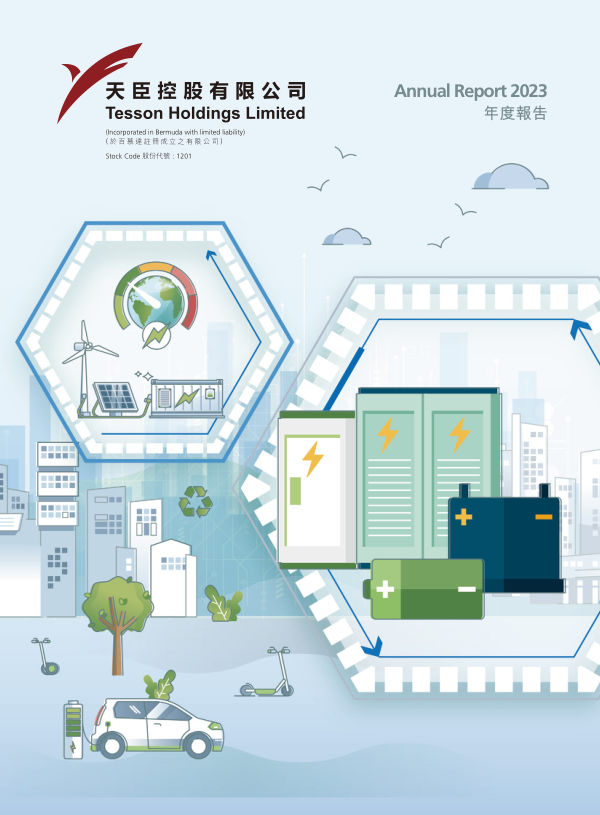 天臣控股有限公司
Tesson Holdings Limited
(Incorporated in Bermuda with limited liability)
(於百慕達註冊成立之有限公司)
Stock Code 股份代號 : 1201
Annual Report 2023
年度報告